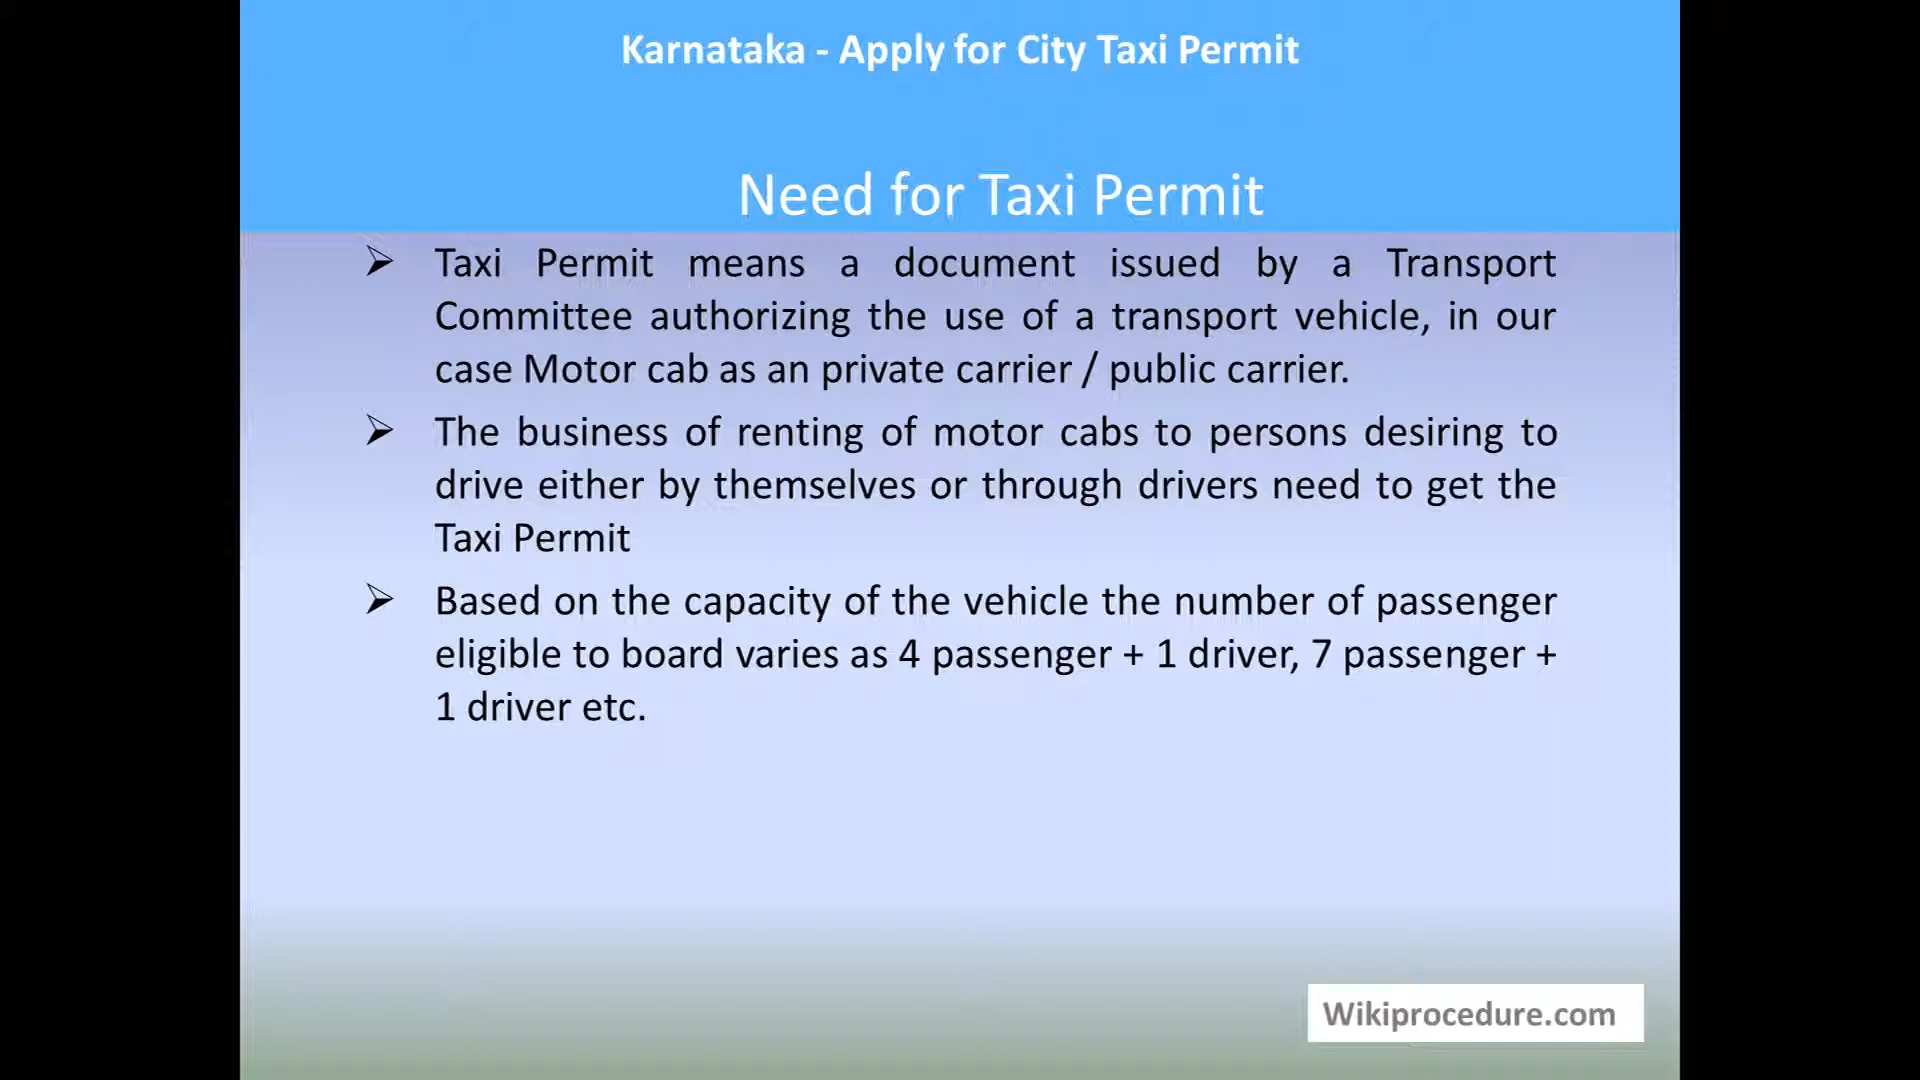 Karnataka - Apply for City Taxi Permit
Need for Taxi Permit
➢ Taxi Permit means a document issued by a Transport
Committee authorizing the use of a transport vehicle, in our
case Motor cab as an private carrier / public carrier.
➢ The business of renting of motor cabs to persons desiring to
drive either by themselves or through drivers need to get the
Taxi Permit
➢ Based on the capacity of the vehicle the number of passenger
eligible to board varies as 4 passenger + 1 driver, 7 passenger +
1 driver etc.
Wikiprocedure.com